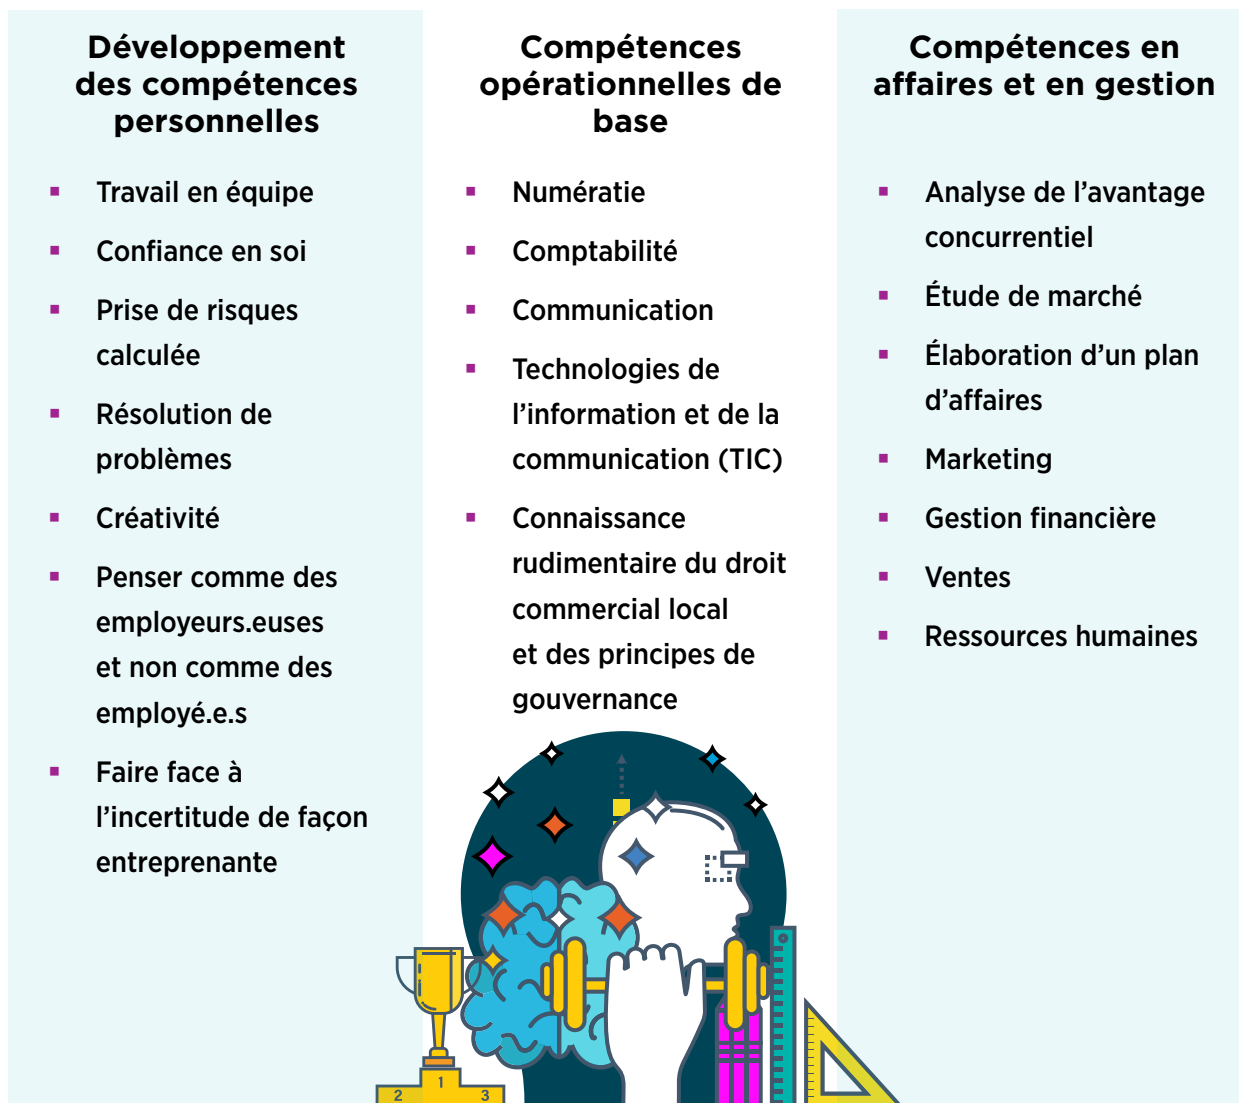 Développement
des compétences
personnelles
▪ Travail en équipe
▪ Confiance en soi
▪ Prise de risques
calculée
▪ Résolution de
problèmes
▪ Créativité
▪ Penser comme des
employeurs.euses
et non comme des
employé.e.s
▪ Faire face à
l’incertitude de façon
entreprenante
Compétences
opérationnelles de
base
▪ Numératie
▪ Comptabilité
▪ Communication
▪ Technologies de
l’information et de la
communication (TIC)
▪ Connaissance
rudimentaire du droit
commercial local
et des principes de
gouvernance
Compétences en
affaires et en gestion
▪ Analyse de l’avantage
concurrentiel
▪ Étude de marché
▪ Élaboration d’un plan
d’affaires
▪ Marketing
▪ Gestion financière
▪ Ventes
▪ Ressources humaines
1
2
3